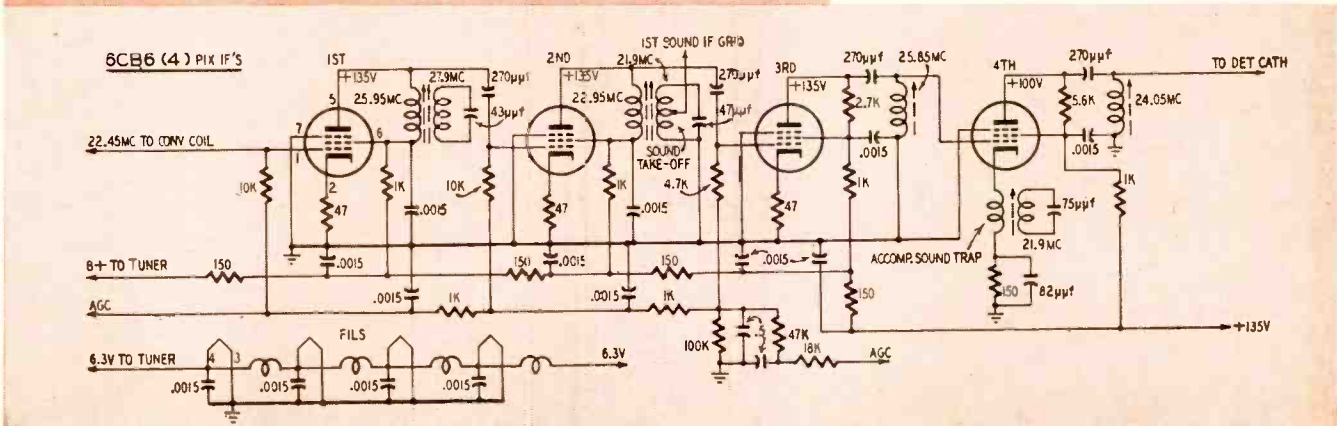 6CB6 (4) PIX IF'S
1ST
+135V
5
7
6
1
2
25.95MC
27.9MC
270µµf
43µµf
22.45MC TO CONV COIL
10K
47
1K
.0015
10K
2ND
+135V
21.9MC
1ST SOUND IF GRID
22.95MC
270µµf
47µµf
SOUND
TAKE-OFF
47
1K
.0015
4.7K
3RD
+135V
270µµf
25.85MC
2.7K
.0015
47
1K
4TH
+100V
270µµf
TO DET CATH
5.6K
24.05MC
.0015
1K
75µµf
21.9MC
ACCOMP. SOUND TRAP
150
82µµf
B+ TO TUNER
150
.0015
150
.0015
150
.0015
150
AGC
.0015
1K
.0015
1K
+135V
100K
.5
47K
18K
AGC
FILS
6.3V TO TUNER
4
3
6.3V
.0015
.0015
.0015
.0015